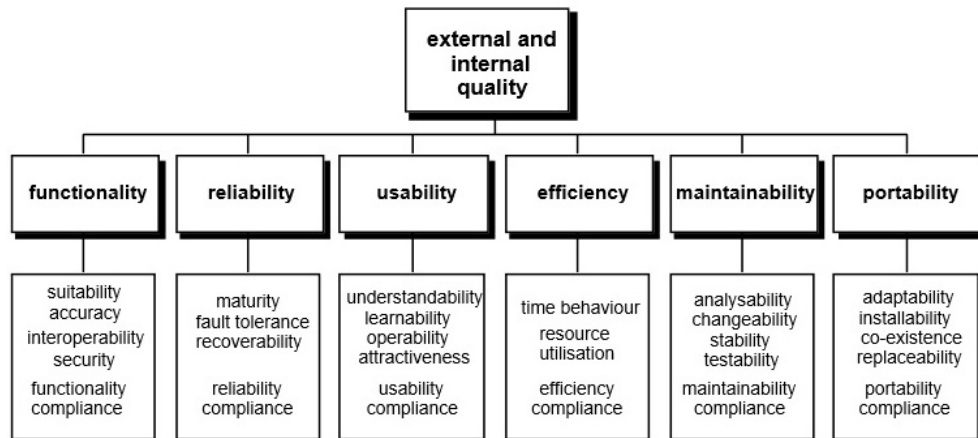 external and
internal
quality
functionality
reliability
usability
efficiency
maintainability
portability
suitability
accuracy
interoperability
security
functionality
compliance
maturity
fault tolerance
recoverability
reliability
compliance
understandability
learnability
operability
attractiveness
usability
compliance
time behaviour
resource
utilisation
efficiency
compliance
analysability
changeability
stability
testability
maintainability
compliance
adaptability
installability
co-existence
replaceability
portability
compliance